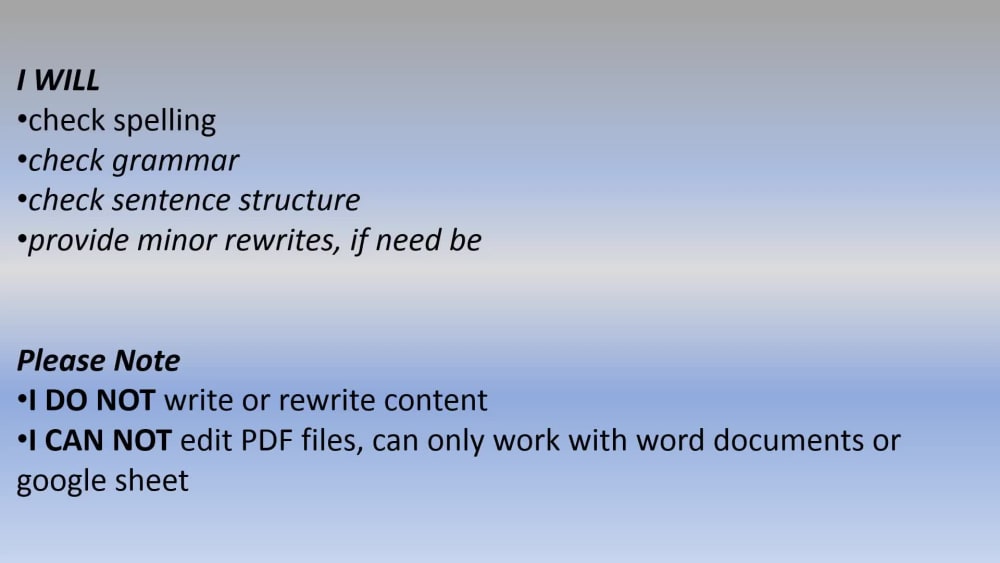 I WILL
•check spelling
•check grammar
•check sentence structure
•provide minor rewrites, if need be
Please Note
•I DO NOT write or rewrite content
•I CAN NOT edit PDF files, can only work with word documents or
google sheet